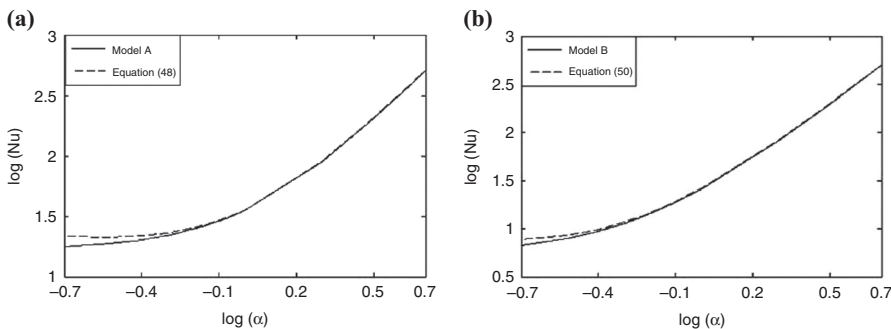 (a)
3
2.5
2
1.5
1
log (Nu)
Model A
Equation (48)
−0.7
−0.4
−0.1
0.2
0.5
0.7
log (α)
(b)
3
2.5
2
1.5
1
0.5
log (Nu)
Model B
Equation (50)
−0.7
−0.4
−0.1
0.2
0.5
0.7
log (α)